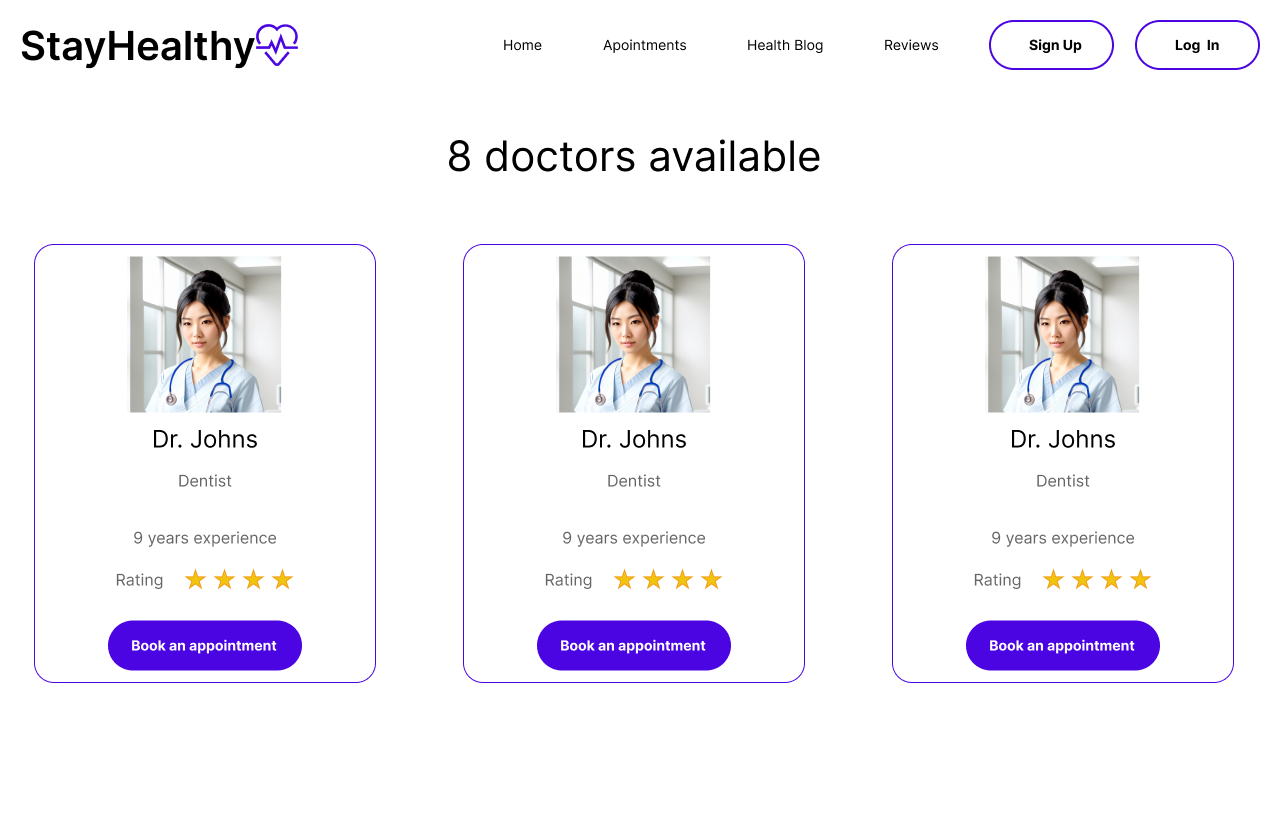 StayHealthy
Home Apointments Health Blog Reviews Sign Up Log In
8 doctors available
Dr. Johns
Dentist
9 years experience
Rating
Book an appointment
Dr. Johns
Dentist
9 years experience
Rating
Book an appointment
Dr. Johns
Dentist
9 years experience
Rating
Book an appointment